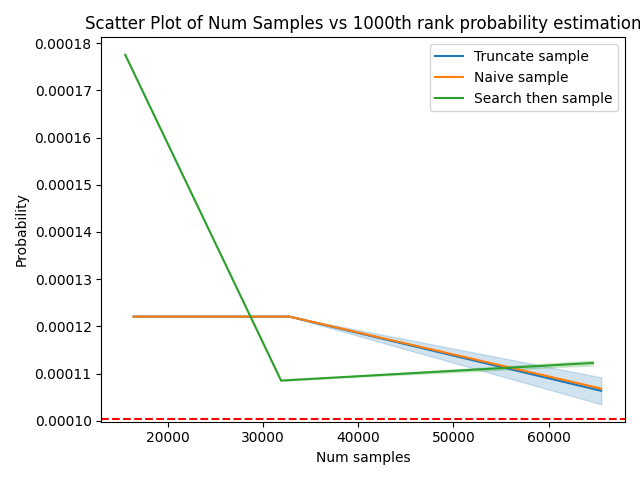 Scatter Plot of Num Samples vs 1000th rank probability estimation
Truncate sample
Naive sample
Search then sample
Probability
0.00018
0.00017
0.00016
0.00015
0.00014
0.00013
0.00012
0.00011
0.00010
20000 30000 40000 50000 60000
Num samples